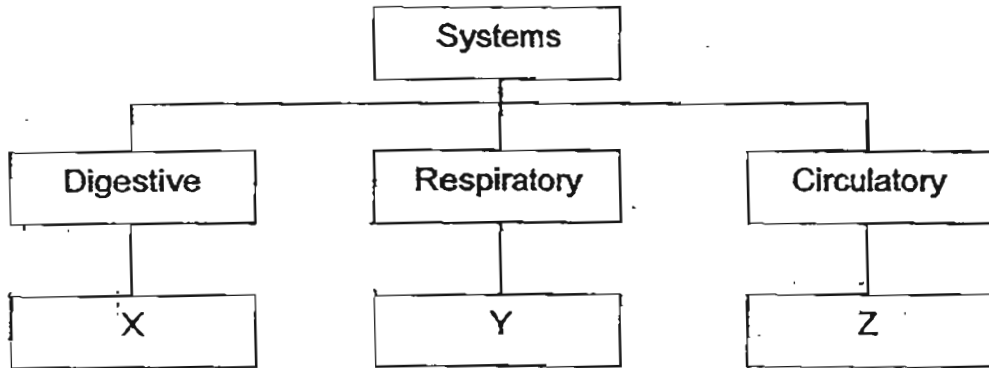 Systems
Digestive
Respiratory
Circulatory
X
Y
Z